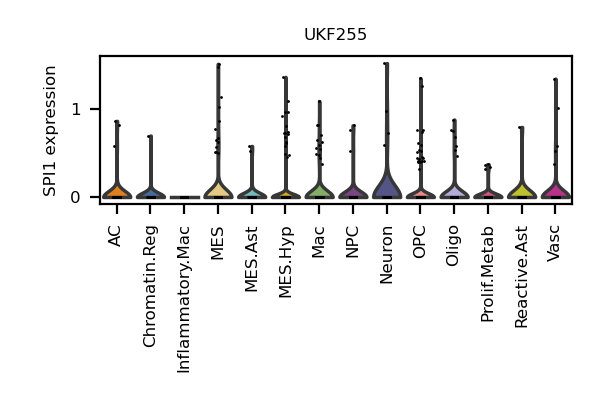 UKF255
SPI1 expression
1
0
AC
Chromatin.Reg
Inflammatory.Mac
MES
MES.Ast
MES.Hyp
Mac
NPC
Neuron
OPC
Oligo
Prolif.Metab
Reactive.Ast
Vasc